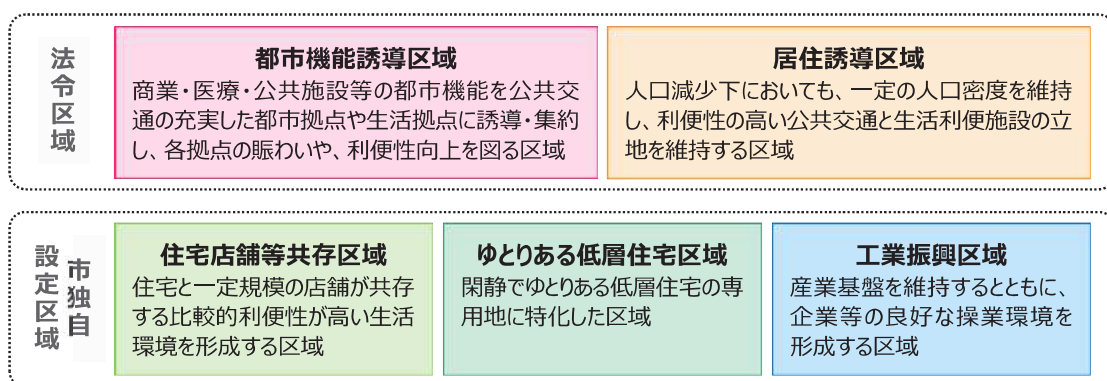 法令区域
都市機能誘導区域
商業・医療・公共施設等の都市機能を公共交
通の充実した都市拠点や生活拠点に誘導・集約
し、各拠点の賑わいや、利便性向上を図る区域
居住誘導区域
人口減少下においても、一定の人口密度を維持
し、利便性の高い公共交通と生活利便施設の立
地を維持する区域
市独自
設定区域
住宅店舗等共存区域
住宅と一定規模の店舗が共存
する比較的利便性が高い生活
環境を形成する区域
ゆとりある低層住宅区域
閑静でゆとりある低層住宅の専
用地に特化した区域
工業振興区域
産業基盤を維持するとともに、
企業等の良好な操業環境を
形成する区域